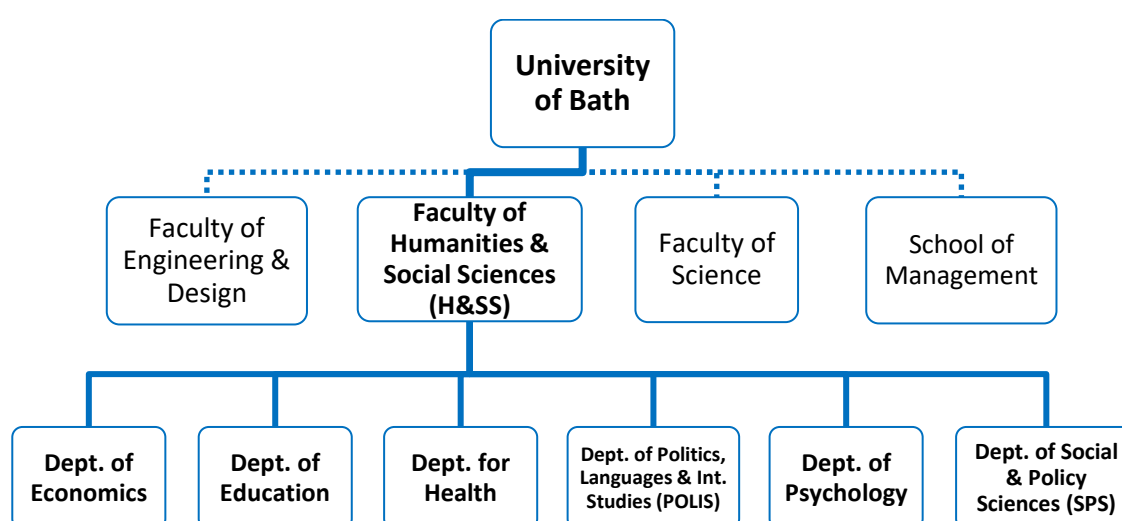 University
of Bath
Faculty of
Engineering &
Design
Faculty of
Humanities &
Social Sciences
(H&SS)
Faculty of
Science
School of
Management
Dept. of
Economics
Dept. of
Education
Dept. for
Health
Dept. of Politics,
Languages & Int.
Studies (POLIS)
Dept. of
Psychology
Dept. of Social
& Policy
Sciences (SPS)